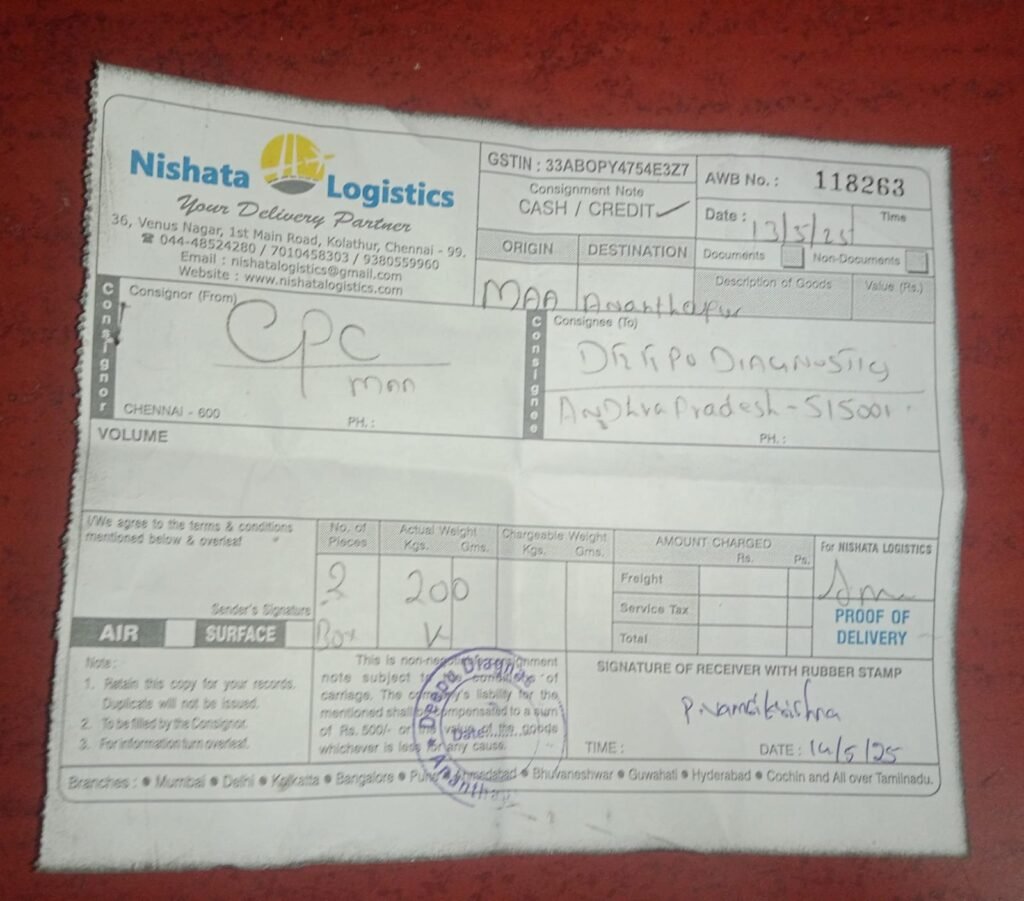 Nishata Logistics
Your Delivery Partner
36, Venus Nagar, 1st Main Road, Kolathur, Chennai - 99.
☎ 044-48524280 / 7010458303 / 9380559960
Email : nishatalogistics@gmail.com
Website : www.nishatalogistics.com
GSTIN : 33ABOPY4754E3Z7
Consignment Note
CASH / CREDIT ✓
AWB No. : 118263
Date : 13/5/25 Time
ORIGIN DESTINATION
MAA Ananthapur
Documents Non-Documents
Description of Goods Value (Rs.)
Consignor
Consignor (From)
CPC
MAA
CHENNAI - 600 PH. :
Consignee
Consignee (To)
DIAGNOSTIC
ANDhra Pradesh - 515001.
PH. :
VOLUME
I/We agree to the terms & conditions
mentioned below & overleaf
Sender's Signature
AIR SURFACE
No. of Pieces
Actual Weight
Kgs. Gms.
Chargeable Weight
Kgs. Gms.
200
Box K
AMOUNT CHARGED
Rs. Ps.
Freight
Service Tax
Total
For NISHATA LOGISTICS
PROOF OF
DELIVERY
Note :
1. Retain this copy for your records.
Duplicate will not be issued.
2. To be filled by the Consignor.
3. For information turn overleaf.
This is non-negotiable consignment
note subject to the conditions of
carriage. The company's liability for the
mentioned shall be compensated to a sum
of Rs. 500/- or the value of the goods
whichever is less for any cause.
Deepu Diagnostic
Date:........
Ananthap
SIGNATURE OF RECEIVER WITH RUBBER STAMP
P.vamsikrishna
TIME : DATE : 14/5/25
Branches : ● Mumbai ● Delhi ● Kolkatta ● Bangalore ● Pune ● Ahmedabad ● Bhuvaneshwar ● Guwahati ● Hyderabad ● Cochin and All over Tamilnadu.